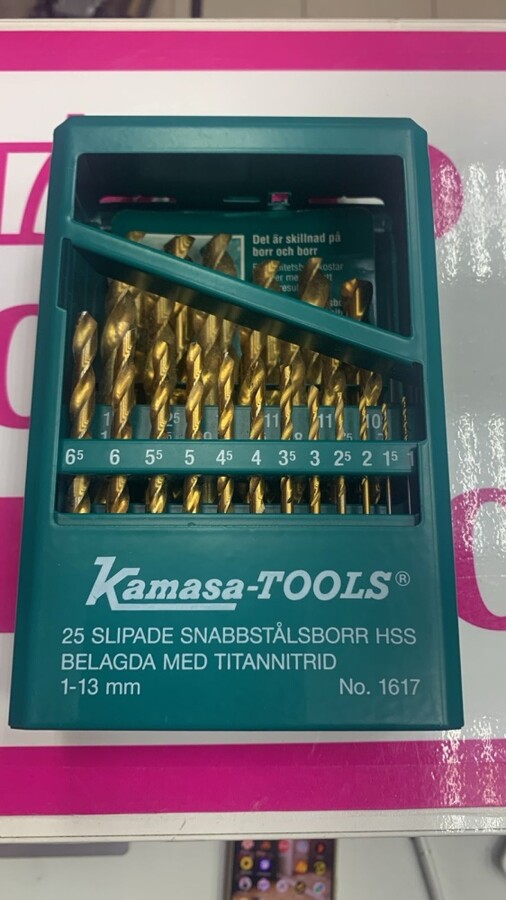 Det är skillnad på
borr och borr
6⁵ 6 5⁵ 5 4⁵ 4 3⁵ 3 2⁵ 2 1⁵ 1
Kamasa-TOOLS®
25 SLIPADE SNABBSTÅLSBORR HSS
BELAGDA MED TITANNITRID
1-13 mm No. 1617